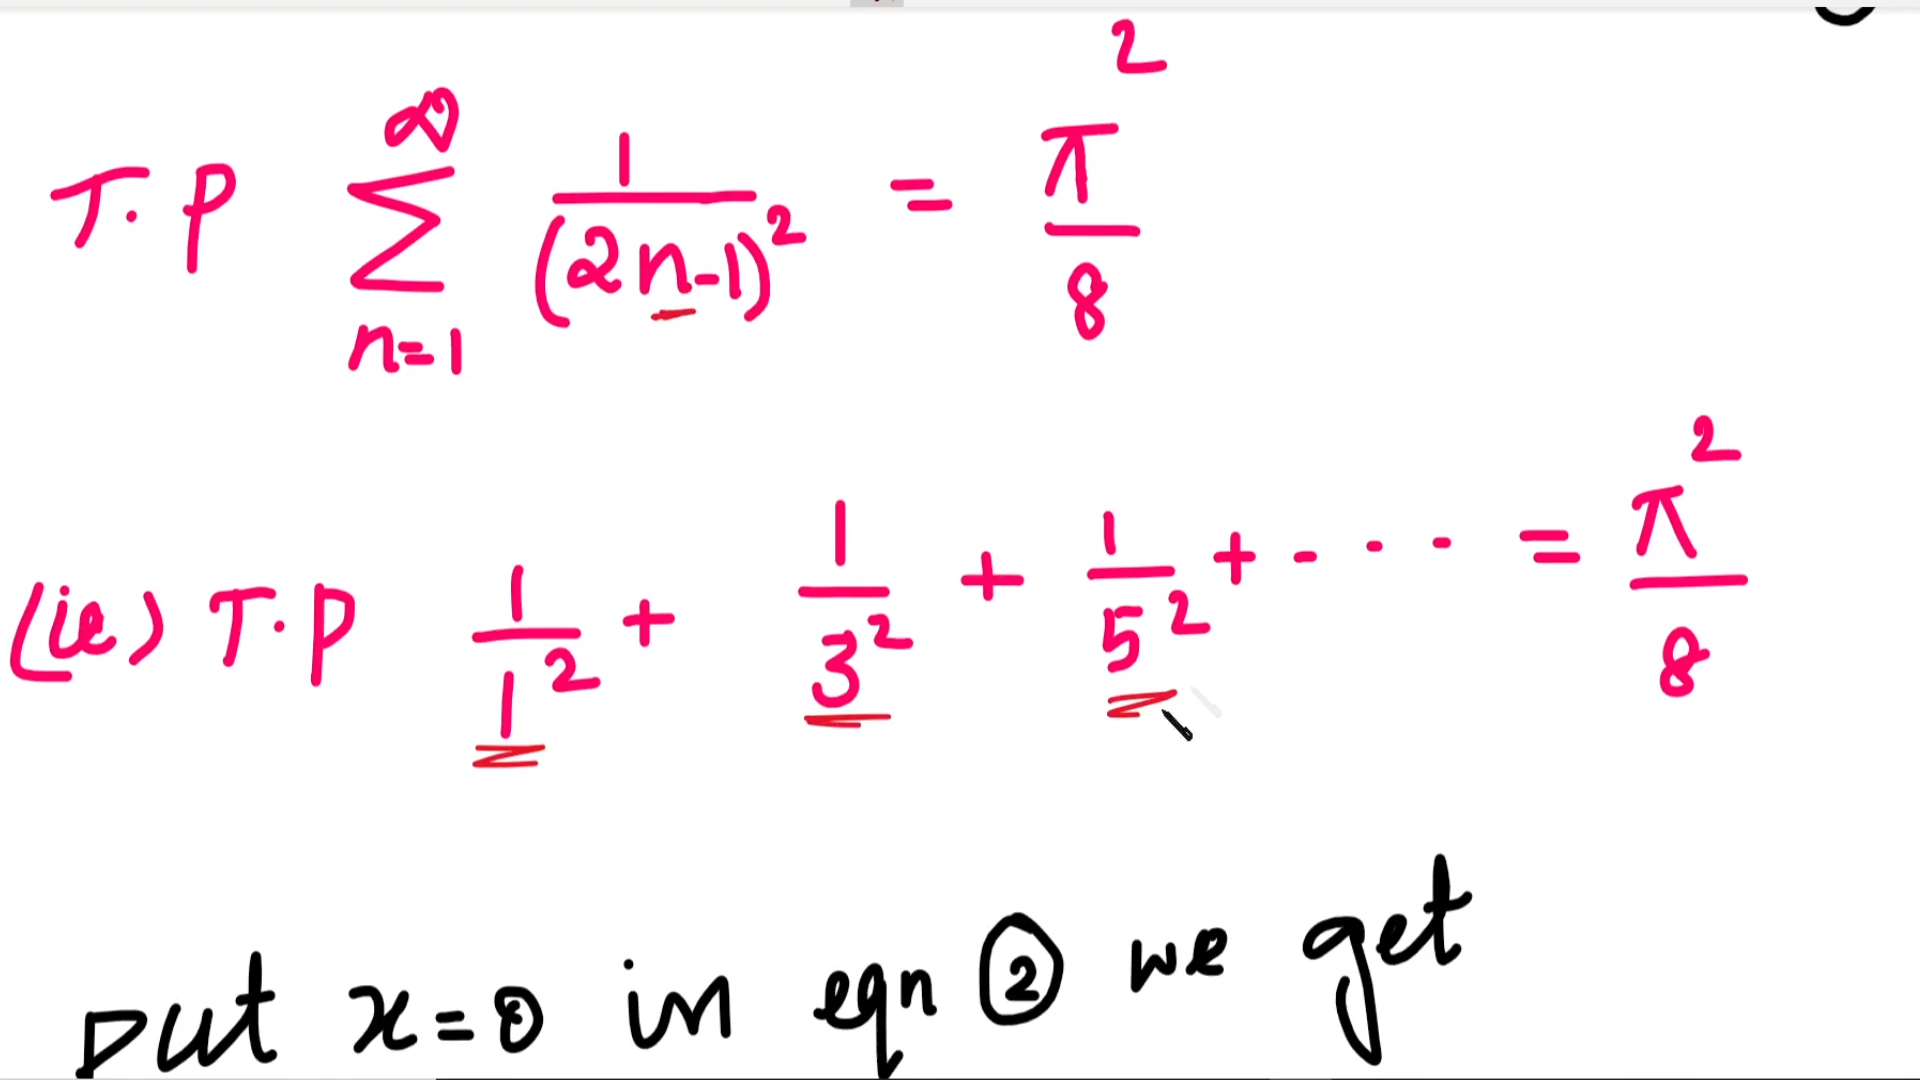 T.P ∑_{n=1}^{∞} 1/(2n-1)² = π²/8
(ie) T.P 1/1² + 1/3² + 1/5² + - - - = π²/8
put x=0 in eqn ② we get